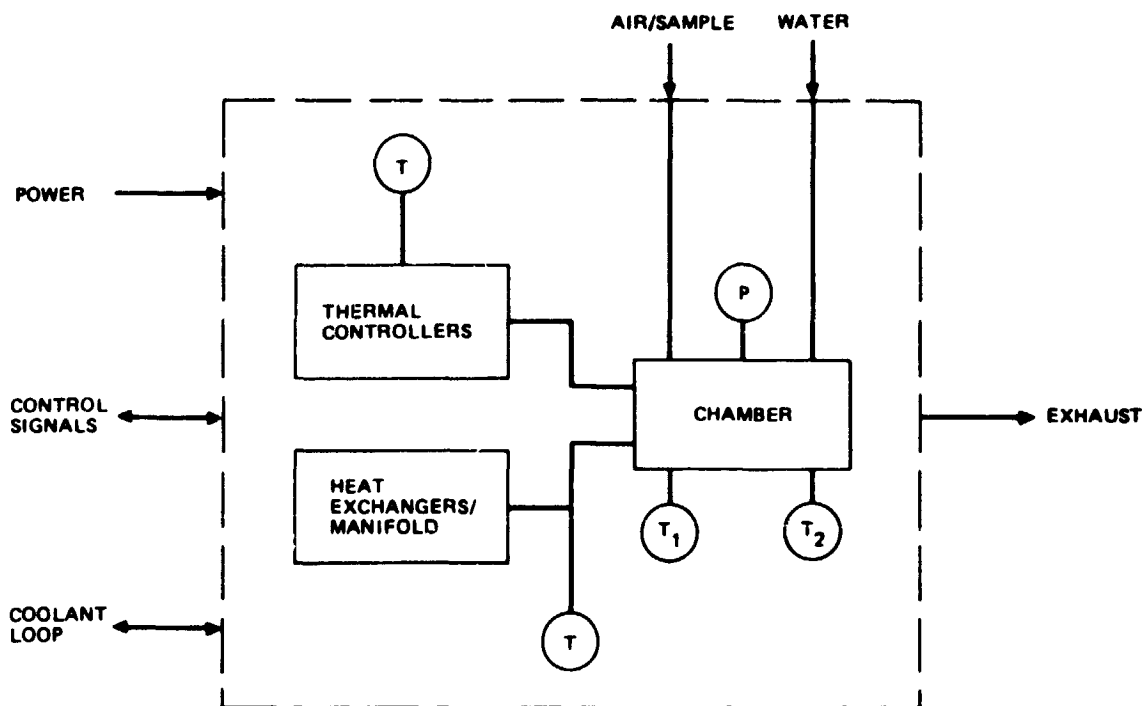 AIR/SAMPLE
WATER
POWER
T
THERMAL
CONTROLLERS
P
CONTROL
SIGNALS
CHAMBER
EXHAUST
HEAT
EXCHANGERS/
MANIFOLD
T1
T2
COOLANT
LOOP
T